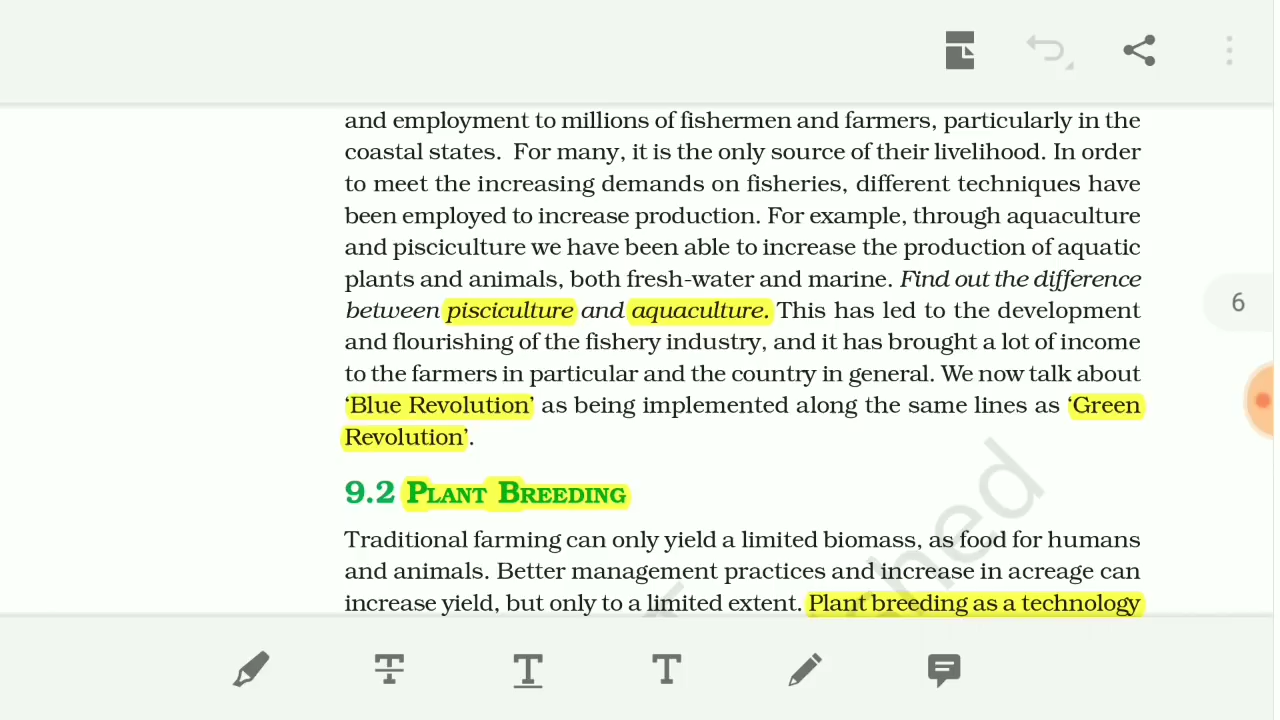 and employment to millions of fishermen and farmers, particularly in the
coastal states. For many, it is the only source of their livelihood. In order
to meet the increasing demands on fisheries, different techniques have
been employed to increase production. For example, through aquaculture
and pisciculture we have been able to increase the production of aquatic
plants and animals, both fresh-water and marine. Find out the difference
between pisciculture and aquaculture. This has led to the development
and flourishing of the fishery industry, and it has brought a lot of income
to the farmers in particular and the country in general. We now talk about
‘Blue Revolution’ as being implemented along the same lines as ‘Green
Revolution’.
6
9.2 PLANT BREEDING
Traditional farming can only yield a limited biomass, as food for humans
and animals. Better management practices and increase in acreage can
increase yield, but only to a limited extent. Plant breeding as a technology